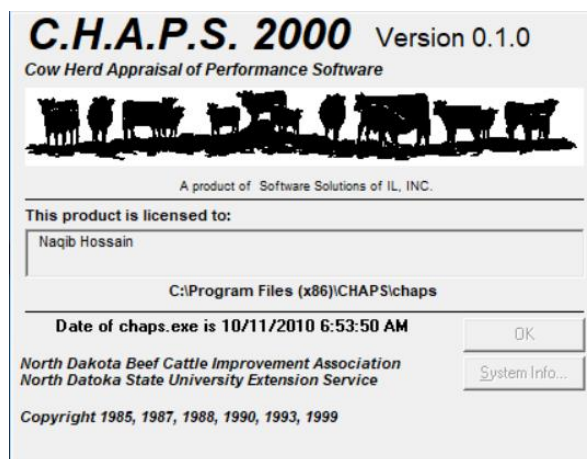 C.H.A.P.S. 2000 Version 0.1.0
Cow Herd Appraisal of Performance Software
A product of Software Solutions of IL, INC.
This product is licensed to:
Naqib Hossain
C:\Program Files (x86)\CHAPS\chaps
Date of chaps.exe is 10/11/2010 6:53:50 AM
OK
North Dakota Beef Cattle Improvement Association
North Datoka State University Extension Service
System Info...
Copyright 1985, 1987, 1988, 1990, 1993, 1999